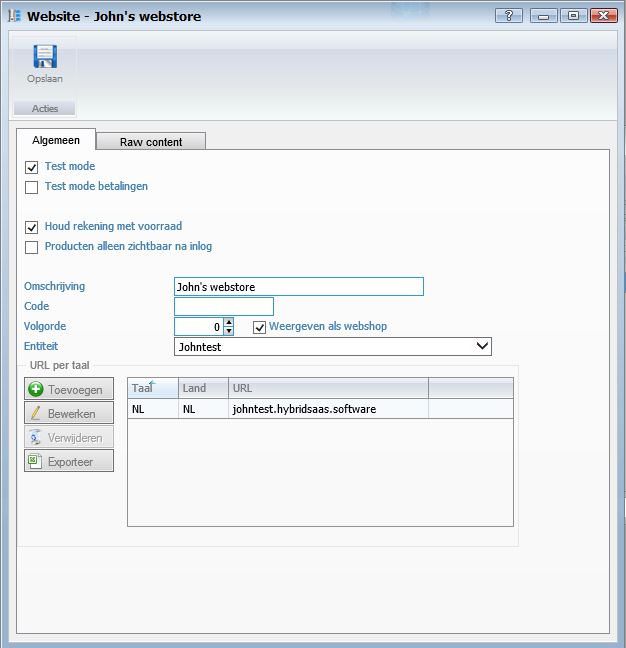 Website - John's webstore
?
Opslaan
Acties
Algemeen
Raw content
Test mode
Test mode betalingen
Houd rekening met voorraad
Producten alleen zichtbaar na inlog
Omschrijving John's webstore
Code
Volgorde 0 Weergeven als webshop
Entiteit Johntest
URL per taal
Toevoegen
Bewerken
Verwijderen
Exporteer
Taal Land URL
NL NL johntest.hybridsaas.software